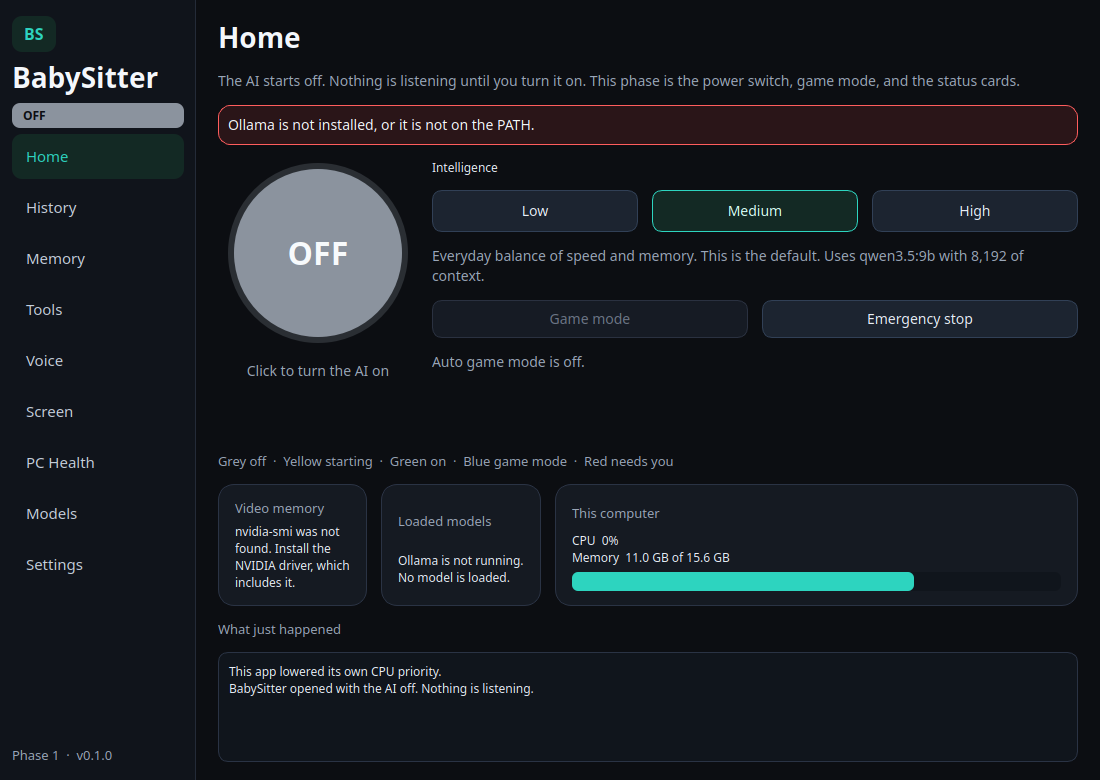 BS
BabySitter
OFF
Home
History
Memory
Tools
Voice
Screen
PC Health
Models
Settings
Phase 1 · v0.1.0
Home
The AI starts off. Nothing is listening until you turn it on. This phase is the power switch, game mode, and the status cards.
Ollama is not installed, or it is not on the PATH.
OFF
Click to turn the AI on
Intelligence
Low
Medium
High
Everyday balance of speed and memory. This is the default. Uses qwen3.5:9b with 8,192 of
context.
Game mode
Emergency stop
Auto game mode is off.
Grey off · Yellow starting · Green on · Blue game mode · Red needs you
Video memory
nvidia-smi was not
found. Install the
NVIDIA driver, which
includes it.
Loaded models
Ollama is not running.
No model is loaded.
This computer
CPU 0%
Memory 11.0 GB of 15.6 GB
What just happened
This app lowered its own CPU priority.
BabySitter opened with the AI off. Nothing is listening.